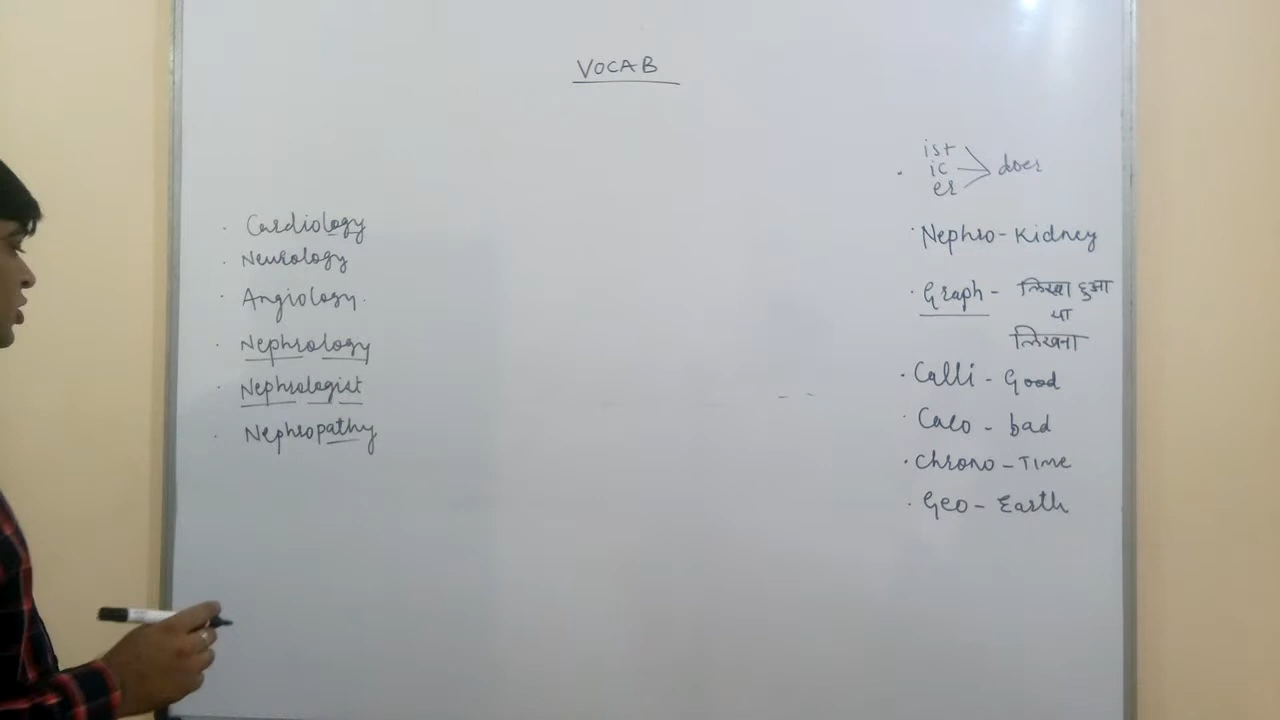 VOCAB
. Cardiology
. Neurology
. Angiology.
. Nephrology
. Nephrologist
. Nephropathy
ist
. ic > doer
er
. Nephro - Kidney
. Graph - लिखा हुआ
या
लिखना
. Calli - Good
. Caco - bad
. Chrono - Time
. Geo - Earth